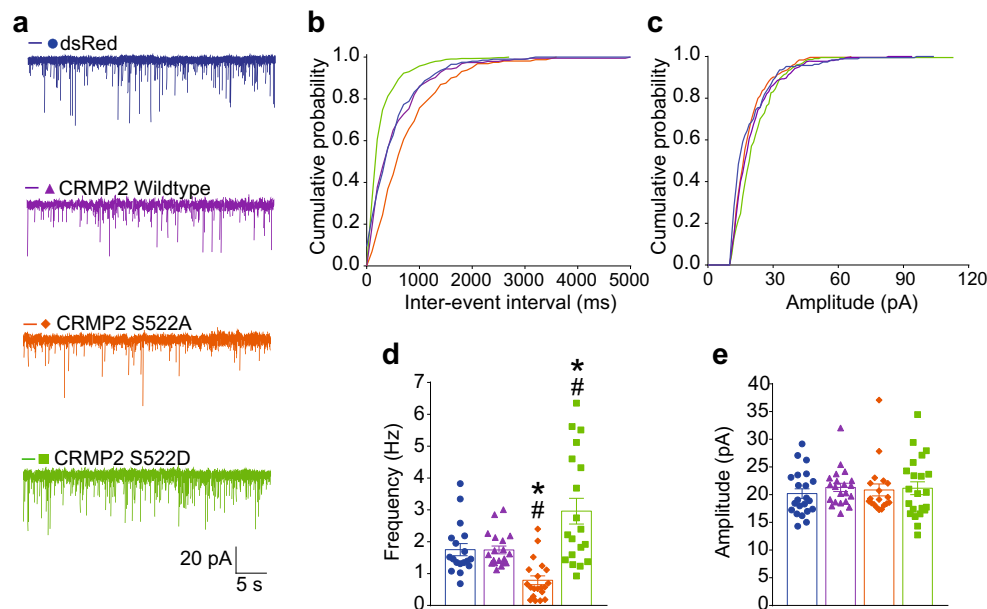 a
dsRed
CRMP2 Wildtype
CRMP2 S522A
CRMP2 S522D
20 pA
5 s
b
Cumulative probability
1.0
0.8
0.6
0.4
0.2
0.0
0 1000 2000 3000 4000 5000
Inter-event interval (ms)
c
Cumulative probability
1.0
0.8
0.6
0.4
0.2
0.0
0 30 60 90 120
Amplitude (pA)
d
Frequency (Hz)
7
6
5
4
3
2
1
0
*
#
*
#
e
Amplitude (pA)
40
35
30
25
20
15
10
5
0